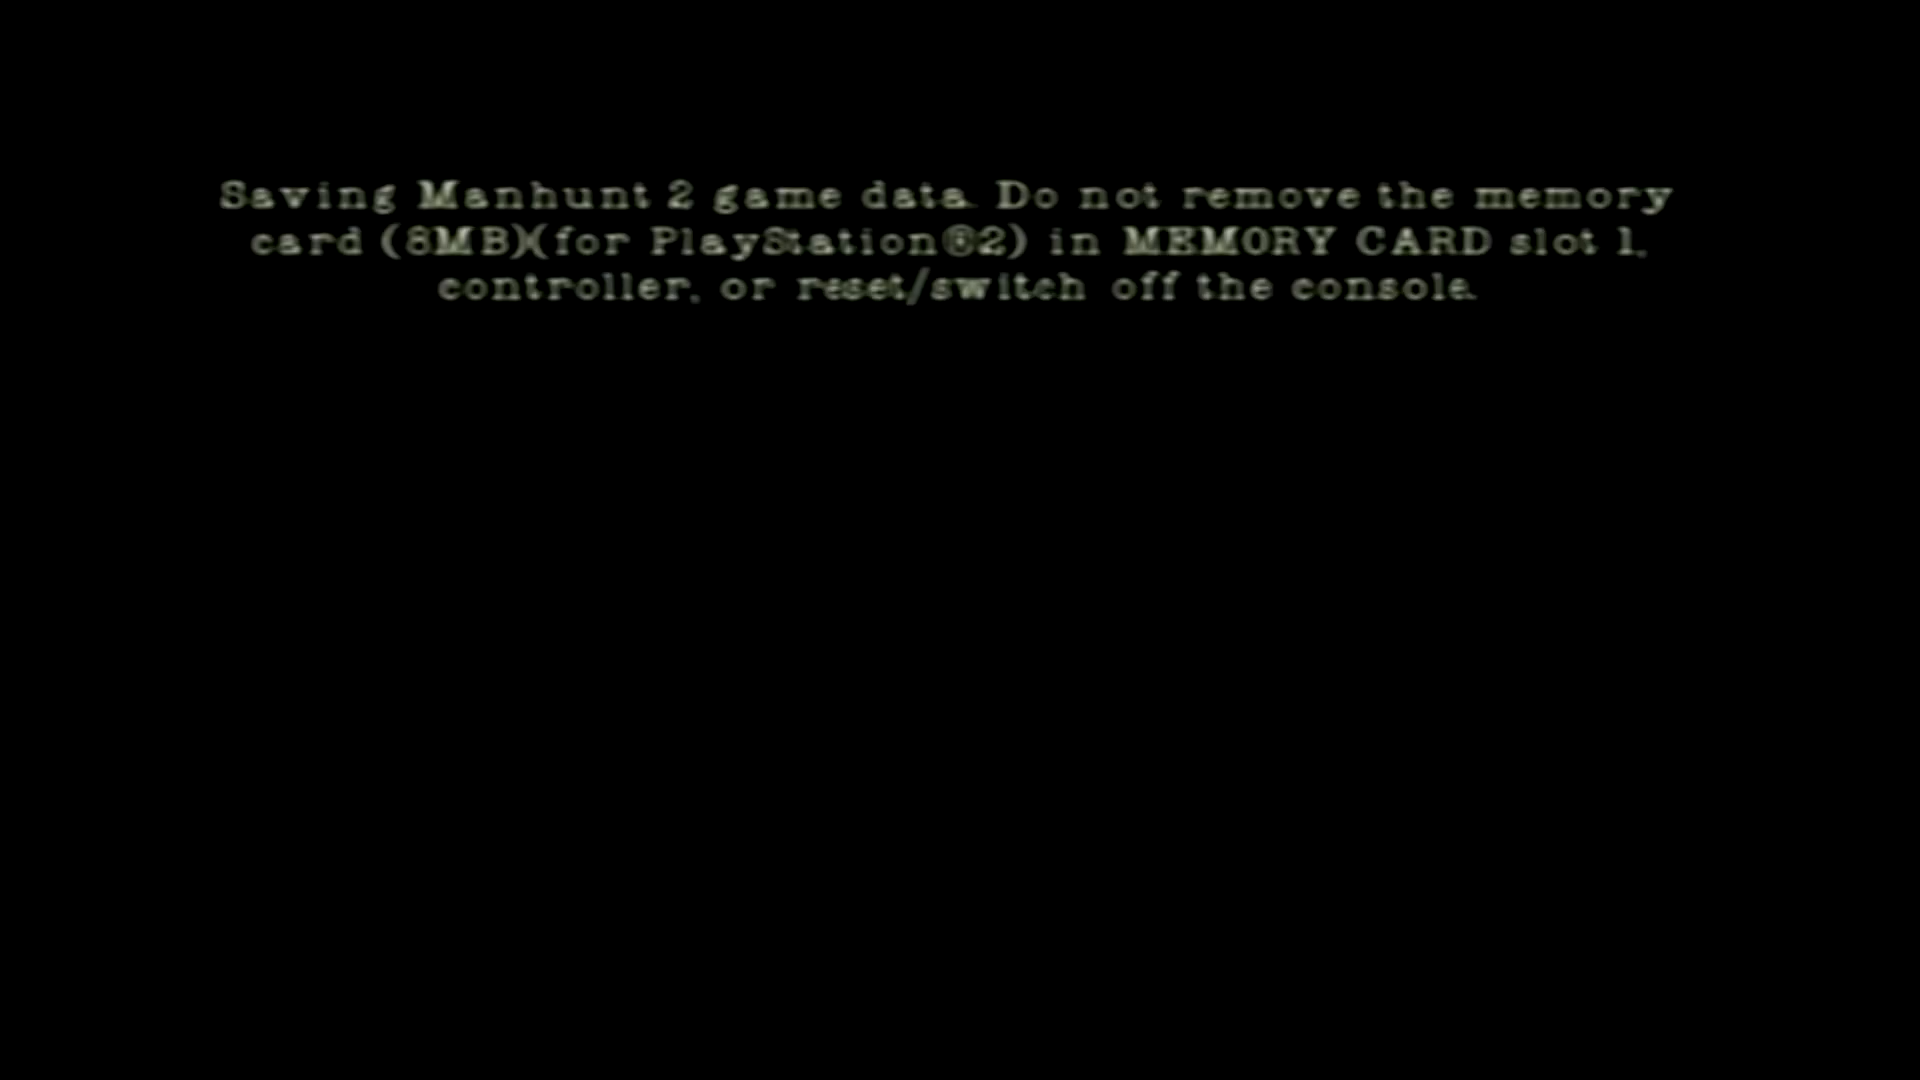 Saving Manhunt 2 game data. Do not remove the memory
card (8MB)(for PlayStation®2) in MEMORY CARD slot 1,
controller, or reset/switch off the console.